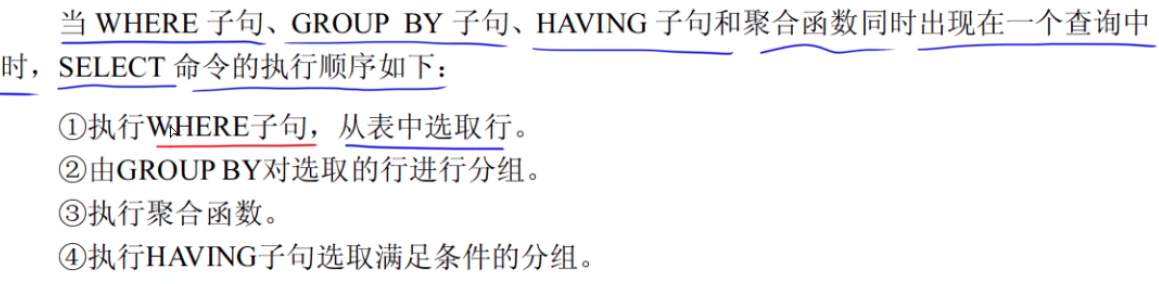 当 WHERE 子句、GROUP BY 子句、HAVING 子句和聚合函数同时出现在一个查询中
时，SELECT 命令的执行顺序如下：
①执行WHERE子句，从表中选取行。
②由GROUP BY对选取的行进行分组。
③执行聚合函数。
④执行HAVING子句选取满足条件的分组。